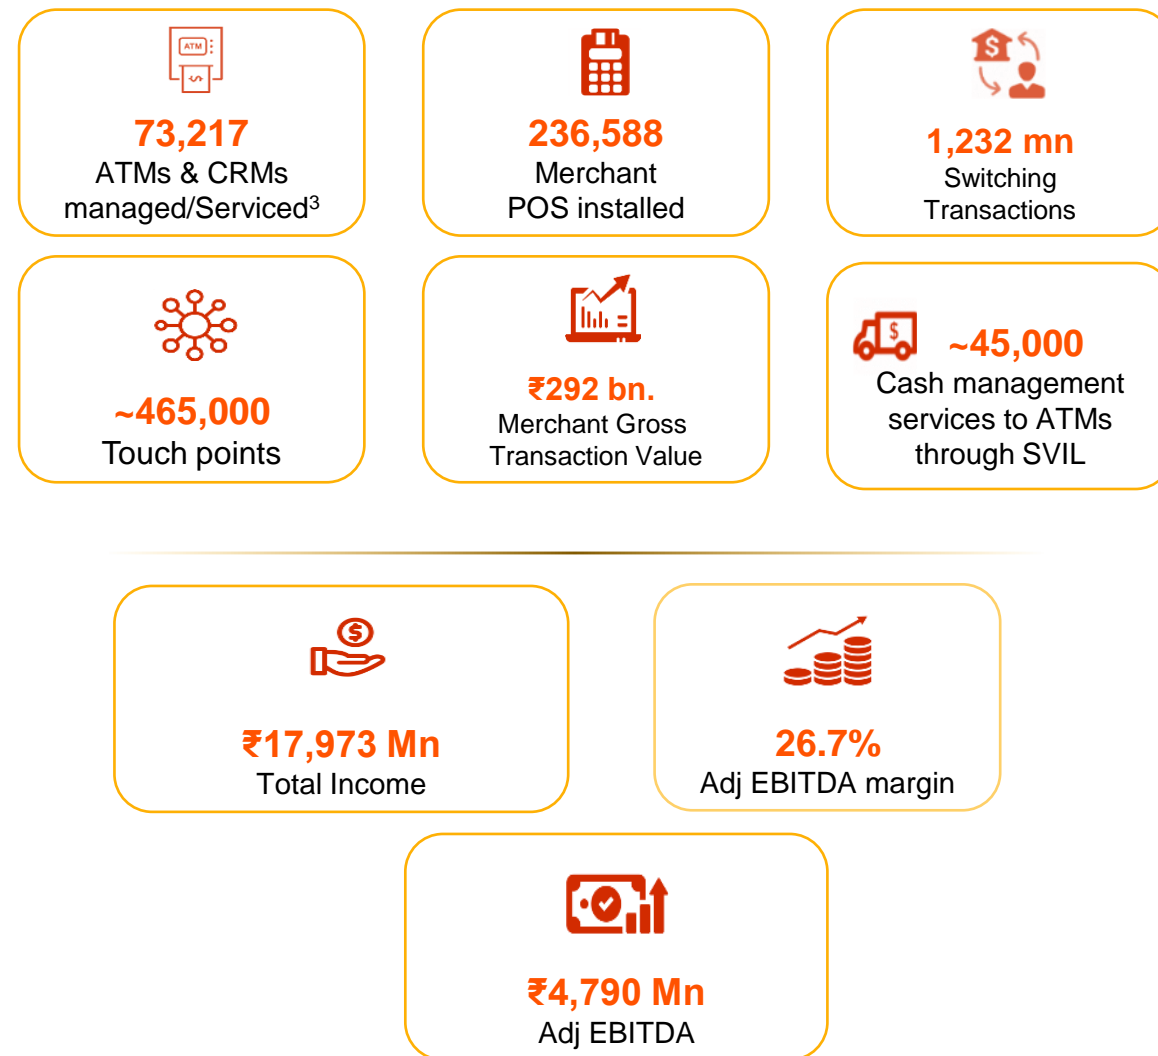 ATM
73,217
ATMs & CRMs
managed/Serviced³
236,588
Merchant
POS installed
$
1,232 mn
Switching
Transactions
~465,000
Touch points
₹292 bn.
Merchant Gross
Transaction Value
$
~45,000
Cash management
services to ATMs
through SVIL
$
₹17,973 Mn
Total Income
26.7%
Adj EBITDA margin
₹4,790 Mn
Adj EBITDA